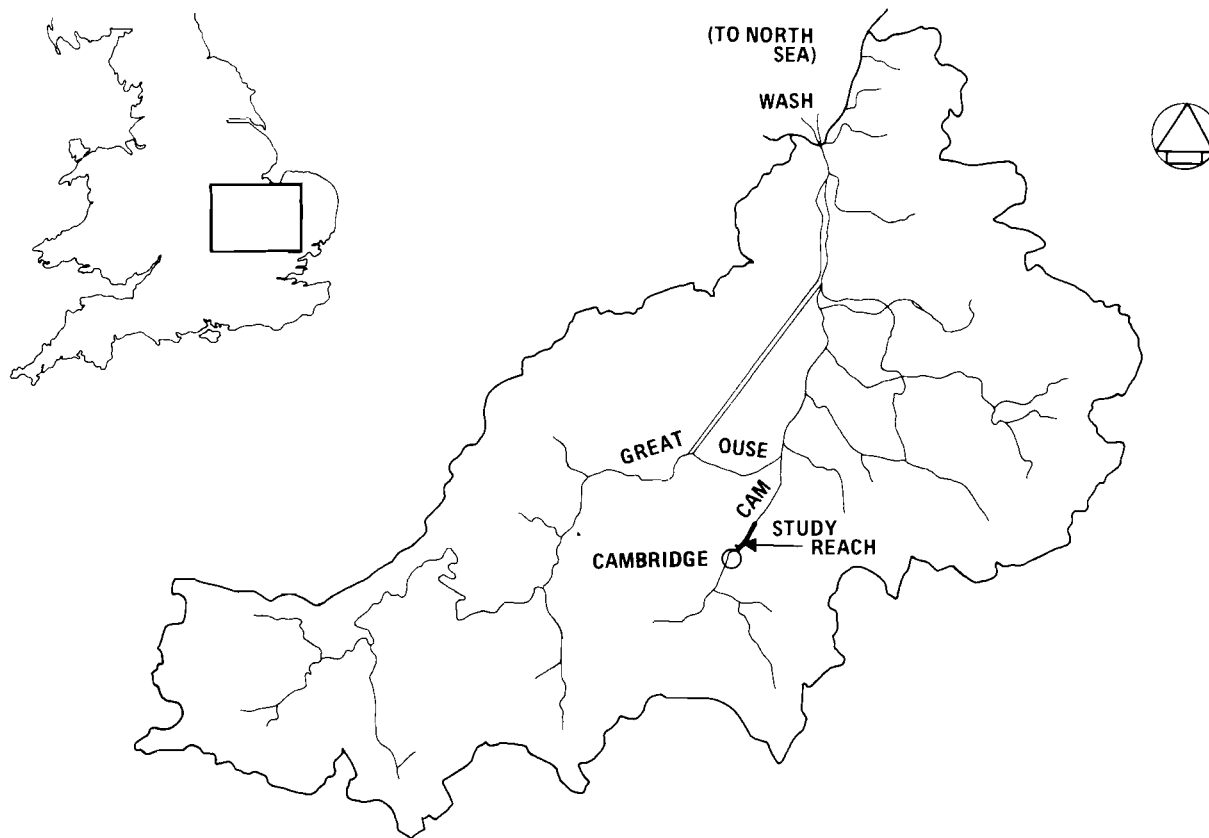 (TO NORTH
SEA)
WASH
GREAT
OUSE
CAM
STUDY
REACH
CAMBRIDGE